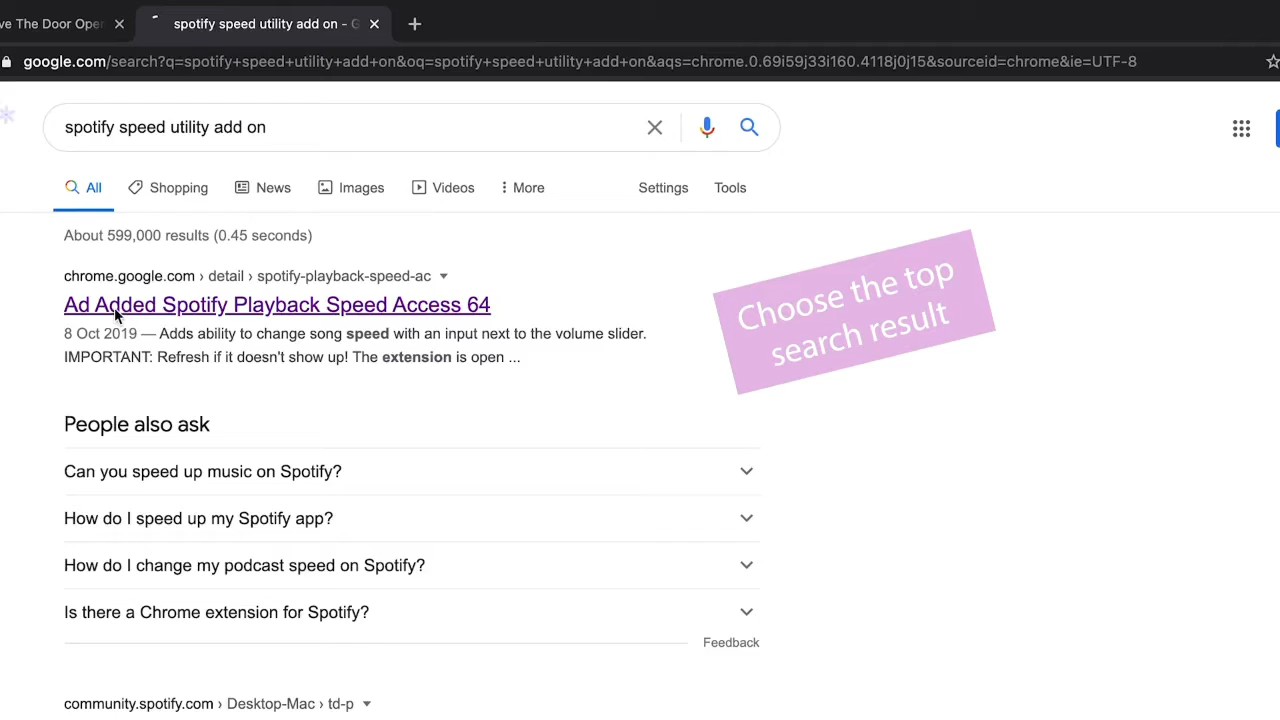 ve The Door Oper
spotify speed utility add on - G
google.com/search?q=spotify+speed+utility+add+on&oq=spotify+speed+utility+add+on&aqs=chrome.0.69i59j33i160.4118j0j15&sourceid=chrome&ie=UTF-8
spotify speed utility add on
All Shopping News Images Videos More Settings Tools
About 599,000 results (0.45 seconds)
chrome.google.com › detail › spotify-playback-speed-ac
Ad Added Spotify Playback Speed Access 64
8 Oct 2019 — Adds ability to change song speed with an input next to the volume slider.
IMPORTANT: Refresh if it doesn't show up! The extension is open ...
Choose the top
search result
People also ask
Can you speed up music on Spotify?
How do I speed up my Spotify app?
How do I change my podcast speed on Spotify?
Is there a Chrome extension for Spotify?
Feedback
community.spotify.com › Desktop-Mac › td-p